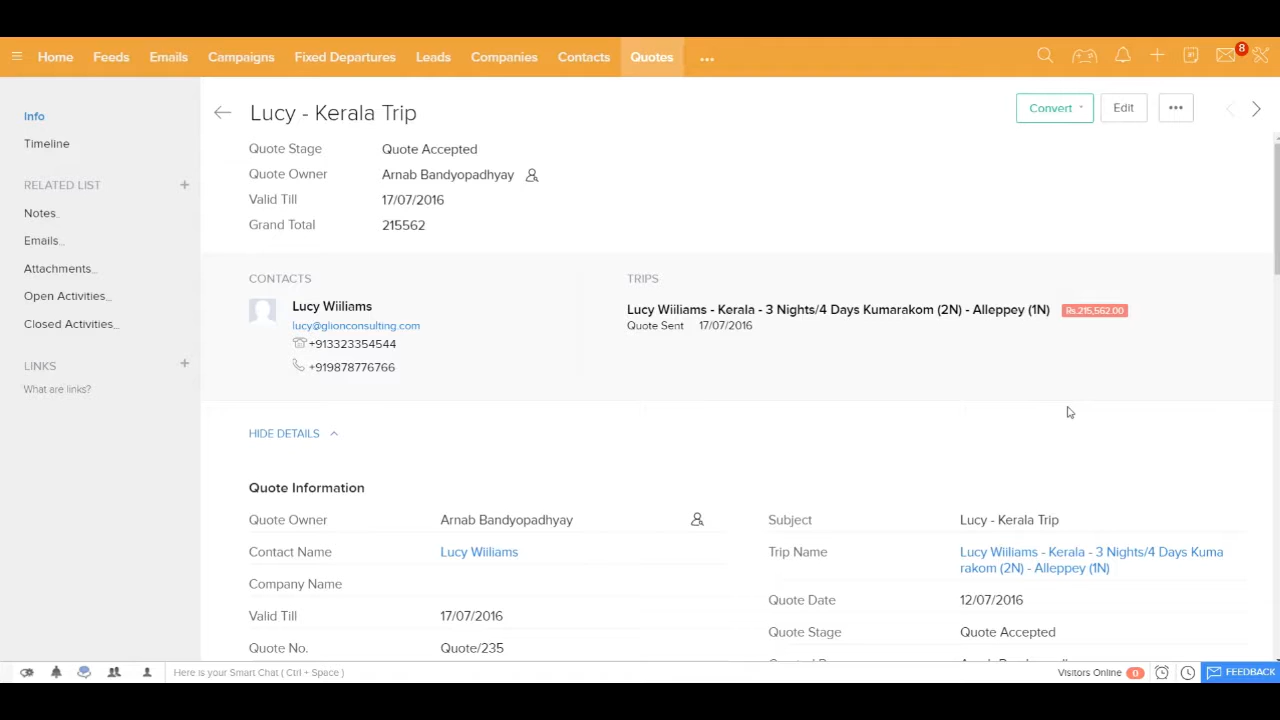 Home Feeds Emails Campaigns Fixed Departures Leads Companies Contacts Quotes ...
8
Info
Timeline
RELATED LIST +
Notes..
Emails...
Attachments...
Open Activities...
Closed Activities...
LINKS +
What are links?
Lucy - Kerala Trip
Convert Edit ...
Quote Stage Quote Accepted
Quote Owner Arnab Bandyopadhyay
Valid Till 17/07/2016
Grand Total 215562
CONTACTS
Lucy Wiiliams
lucy@glionconsulting.com
+913323354544
+919878776766
TRIPS
Lucy Wiiliams - Kerala - 3 Nights/4 Days Kumarakom (2N) - Alleppey (1N) Rs.215,562.00
Quote Sent 17/07/2016
HIDE DETAILS
Quote Information
Quote Owner Arnab Bandyopadhyay
Contact Name Lucy Wiiliams
Company Name
Valid Till 17/07/2016
Quote No. Quote/235
Subject Lucy - Kerala Trip
Trip Name Lucy Wiiliams - Kerala - 3 Nights/4 Days Kuma
rakom (2N) - Alleppey (1N)
Quote Date 12/07/2016
Quote Stage Quote Accepted
Here is your Smart Chat ( Ctrl + Space )
Visitors Online 0
FEEDBACK